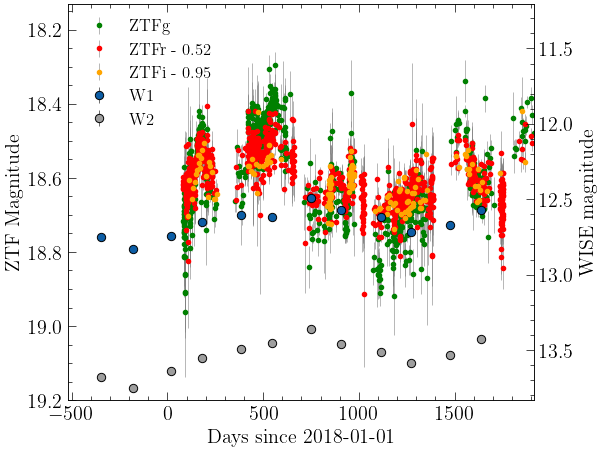 ZTFg
ZTFr - 0.52
ZTFi - 0.95
W1
W2
18.2
18.4
18.6
18.8
19.0
19.2
ZTF Magnitude
11.5
12.0
12.5
13.0
13.5
WISE magnitude
−500
0
500
1000
1500
Days since 2018-01-01